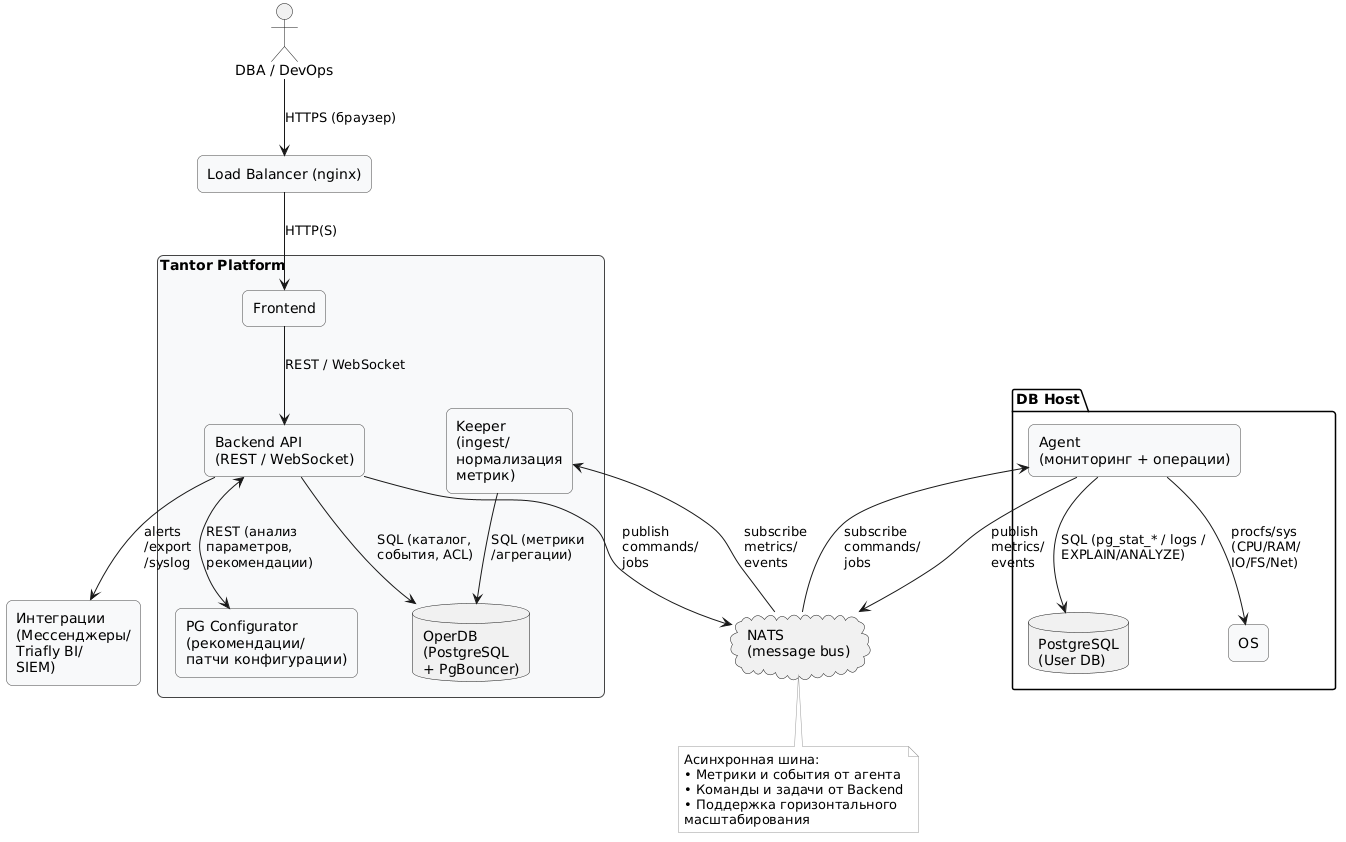 DBA / DevOps
HTTPS (браузер)
Load Balancer (nginx)
HTTP(S)
Tantor Platform
Frontend
REST / WebSocket
DB Host
Backend API
(REST / WebSocket)
Keeper
(ingest/
нормализация
метрик)
Agent
(мониторинг + операции)
alerts
/export
/syslog
REST (анализ
параметров,
рекомендации)
SQL (каталог,
события, ACL)
SQL (метрики
/агрегации)
publish
commands/
jobs
subscribe
metrics/
events
subscribe
commands/
jobs
publish
metrics/
events
SQL (pg_stat_* / logs /
EXPLAIN/ANALYZE)
procfs/sys
(CPU/RAM/
IO/FS/Net)
Интеграции
(Мессенджеры/
Triafly BI/
SIEM)
PG Configurator
(рекомендации/
патчи конфигурации)
OperDB
(PostgreSQL
+ PgBouncer)
NATS
(message bus)
PostgreSQL
(User DB)
OS
Асинхронная шина:
• Метрики и события от агента
• Команды и задачи от Backend
• Поддержка горизонтального
масштабирования